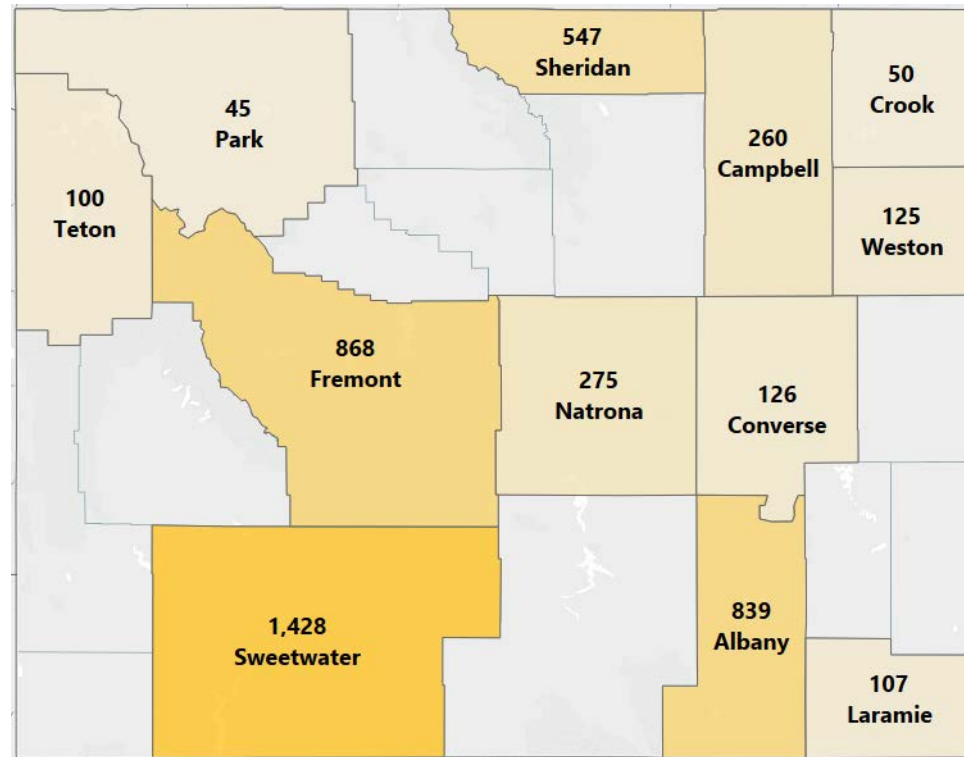 547
Sheridan
50
Crook
45
Park
260
Campbell
100
Teton
125
Weston
868
Fremont
275
Natrona
126
Converse
1,428
Sweetwater
839
Albany
107
Laramie